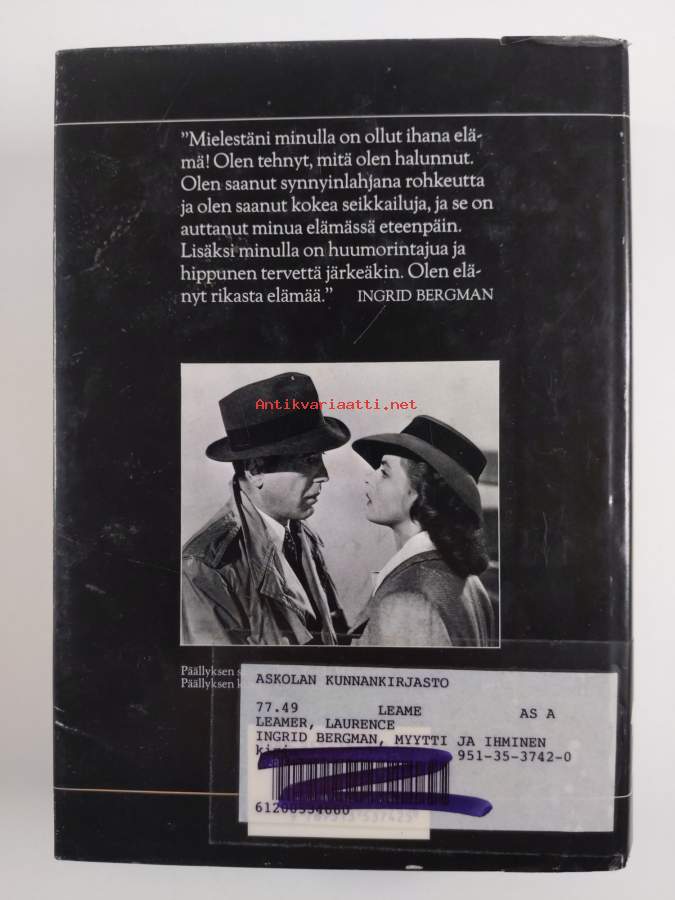 ”Mielestäni minulla on ollut ihana elä-
mä! Olen tehnyt, mitä olen halunnut.
Olen saanut synnyinlahjana rohkeutta
ja olen saanut kokea seikkailuja, ja se on
auttanut minua elämässä eteenpäin.
Lisäksi minulla on huumorintajua ja
hippunen tervettä järkeäkin. Olen elä-
nyt rikasta elämää.” INGRID BERGMAN
Antikvariaatti.net
Päällyksen
Päällyksen
ASKOLAN KUNNANKIRJASTO
77.49 LEAME AS A
LEAMER, LAURENCE
INGRID BERGMAN, MYYTTI JA IHMINEN
951-35-3742-0